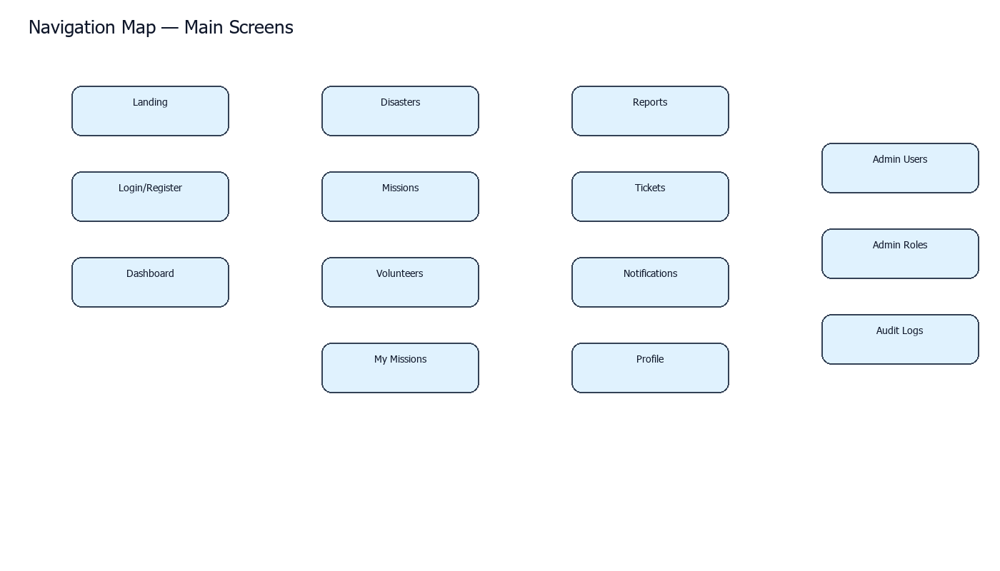 Navigation Map — Main Screens
Landing
Login/Register
Dashboard
Disasters
Missions
Volunteers
My Missions
Reports
Tickets
Notifications
Profile
Admin Users
Admin Roles
Audit Logs